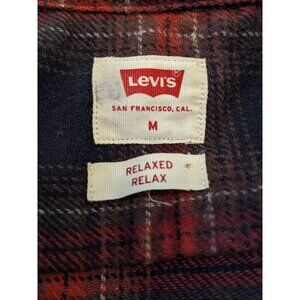 LEVI'S®
SAN FRANCISCO, CAL.
M
RELAXED
RELAX